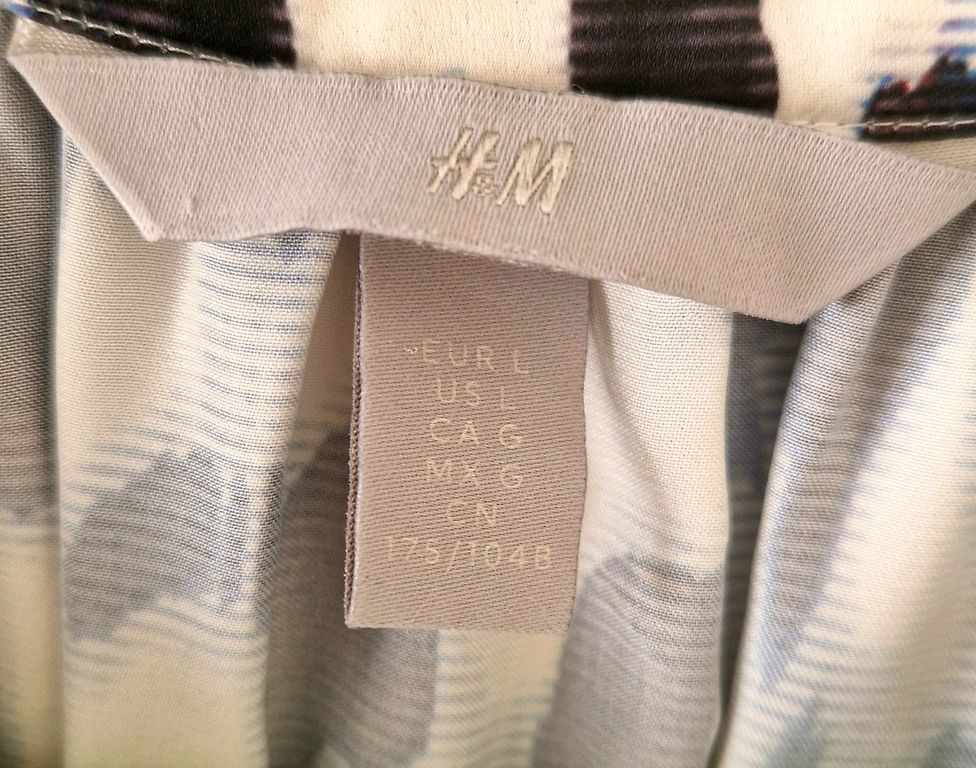 H&M
EUR L
US L
CA G
MX G
CN
175/104B